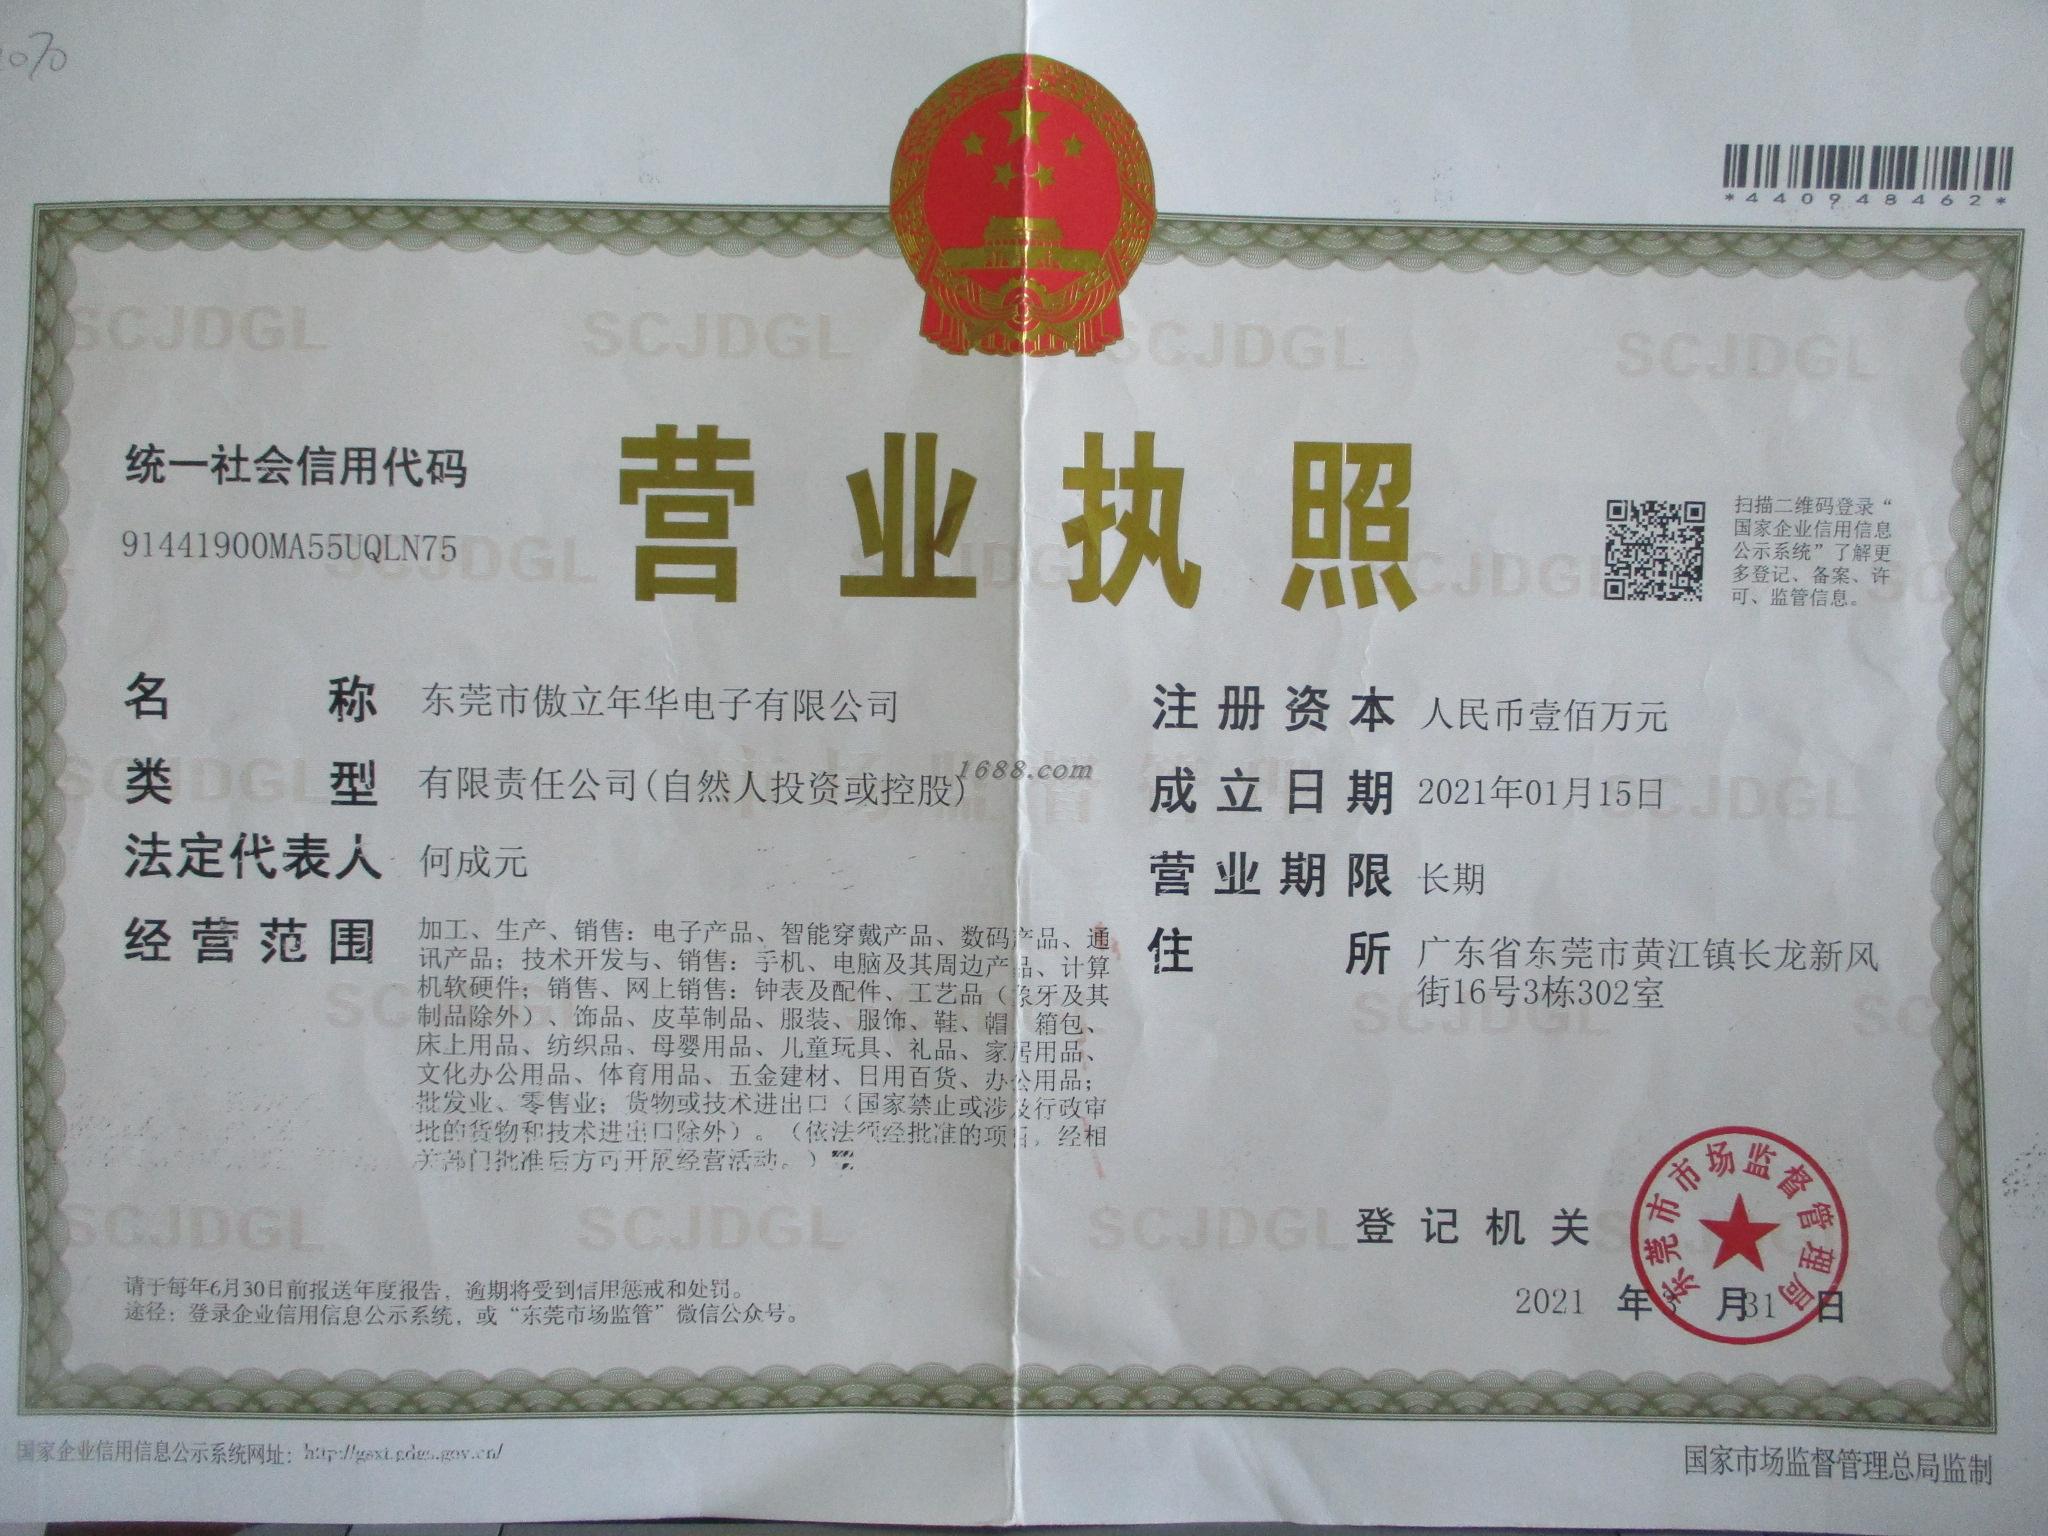 2070
*440948462*
营业执照
统一社会信用代码
91441900MA55UQLN75
扫描二维码登录“
国家企业信用信息
公示系统”了解更
多登记、备案、许
可、监管信息。
名称 东莞市傲立年华电子有限公司
类型 有限责任公司(自然人投资或控股)
法定代表人 何成元
经营范围 加工、生产、销售：电子产品、智能穿戴产品、数码产品、通
讯产品；技术开发与、销售：手机、电脑及其周边产品、计算
机软硬件；销售、网上销售：钟表及配件、工艺品（象牙及其
制品除外）、饰品、皮革制品、服装、服饰、鞋、帽、箱包、
床上用品、纺织品、母婴用品、儿童玩具、礼品、家居用品、
文化办公用品、体育用品、五金建材、日用百货、办公用品；
批发业、零售业；货物或技术进出口（国家禁止或涉及行政审
批的货物和技术进出口除外）。（依法须经批准的项目，经相
关部门批准后方可开展经营活动。）
1688.com
注册资本 人民币壹佰万元
成立日期 2021年01月15日
营业期限 长期
住所 广东省东莞市黄江镇长龙新风
街16号3栋302室
登记机关
东莞市市场监督管理局
2021 年3 月31 日
请于每年6月30日前报送年度报告，逾期将受到信用惩戒和处罚。
途径：登录企业信用信息公示系统，或“东莞市场监管”微信公众号。
国家企业信用信息公示系统网址：http://gsxt.gdgs.gov.cn/
国家市场监督管理总局监制
SCJDGL